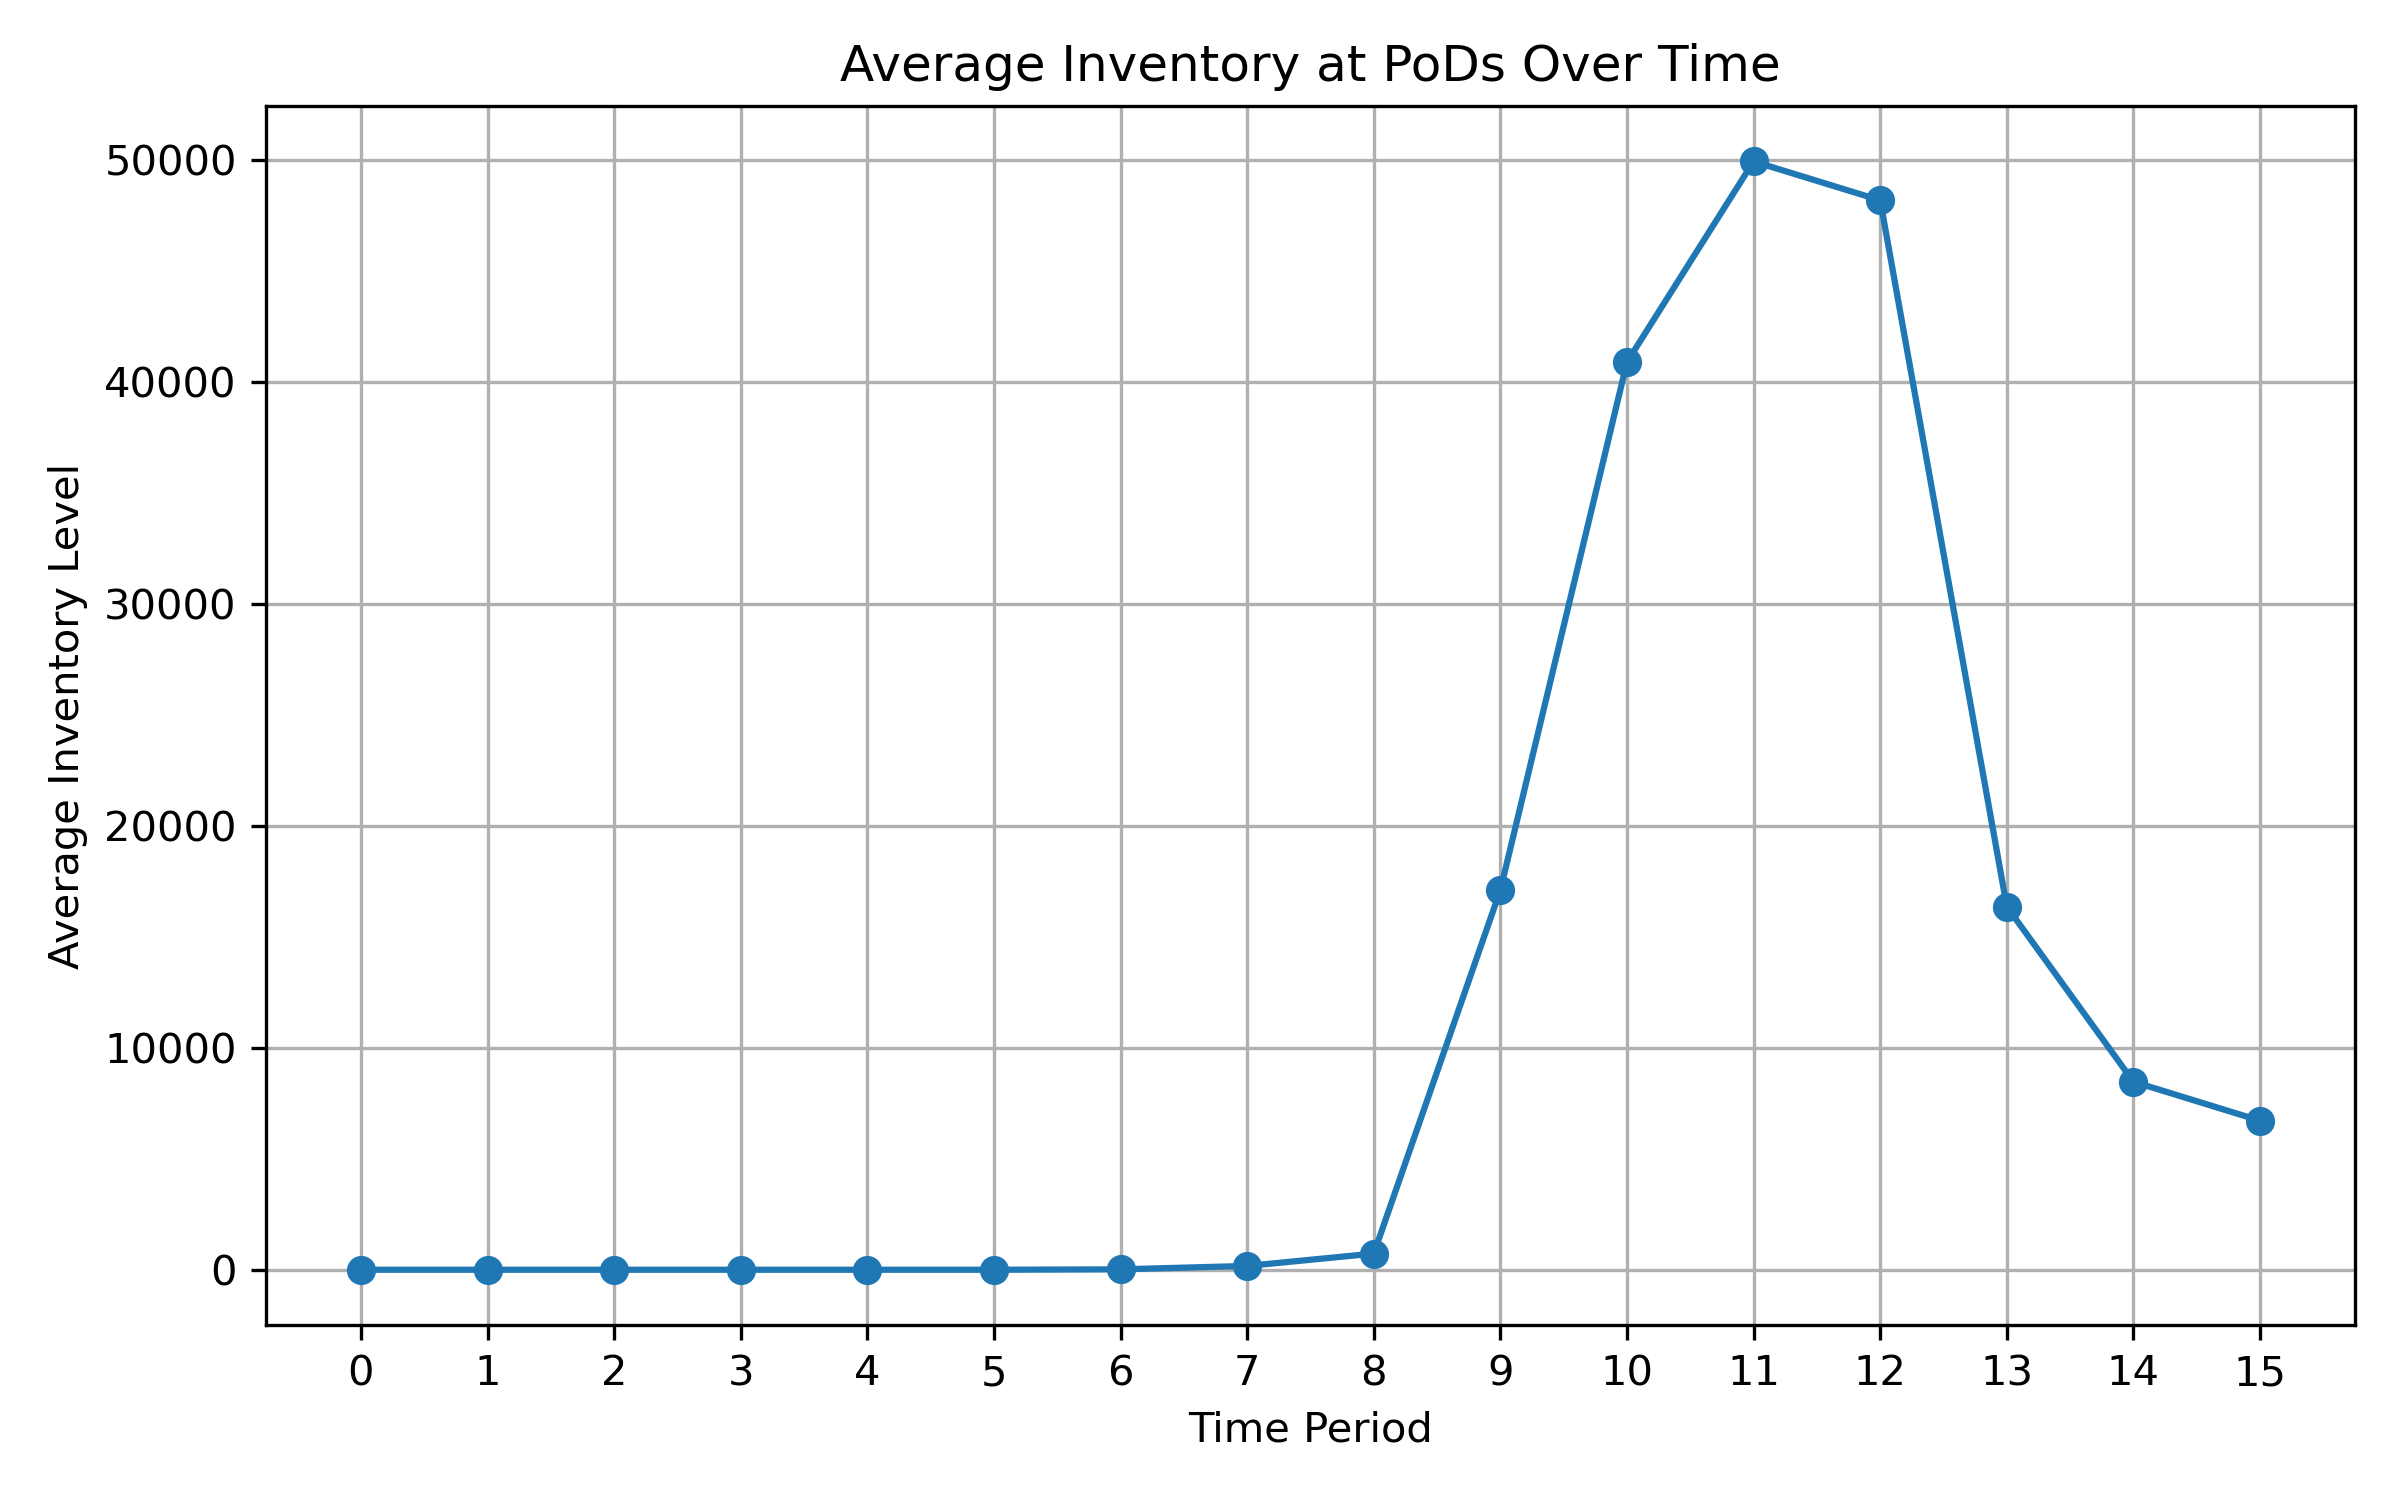 Average Inventory at PoDs Over Time
Average Inventory Level
50000
40000
30000
20000
10000
0
0 1 2 3 4 5 6 7 8 9 10 11 12 13 14 15
Time Period